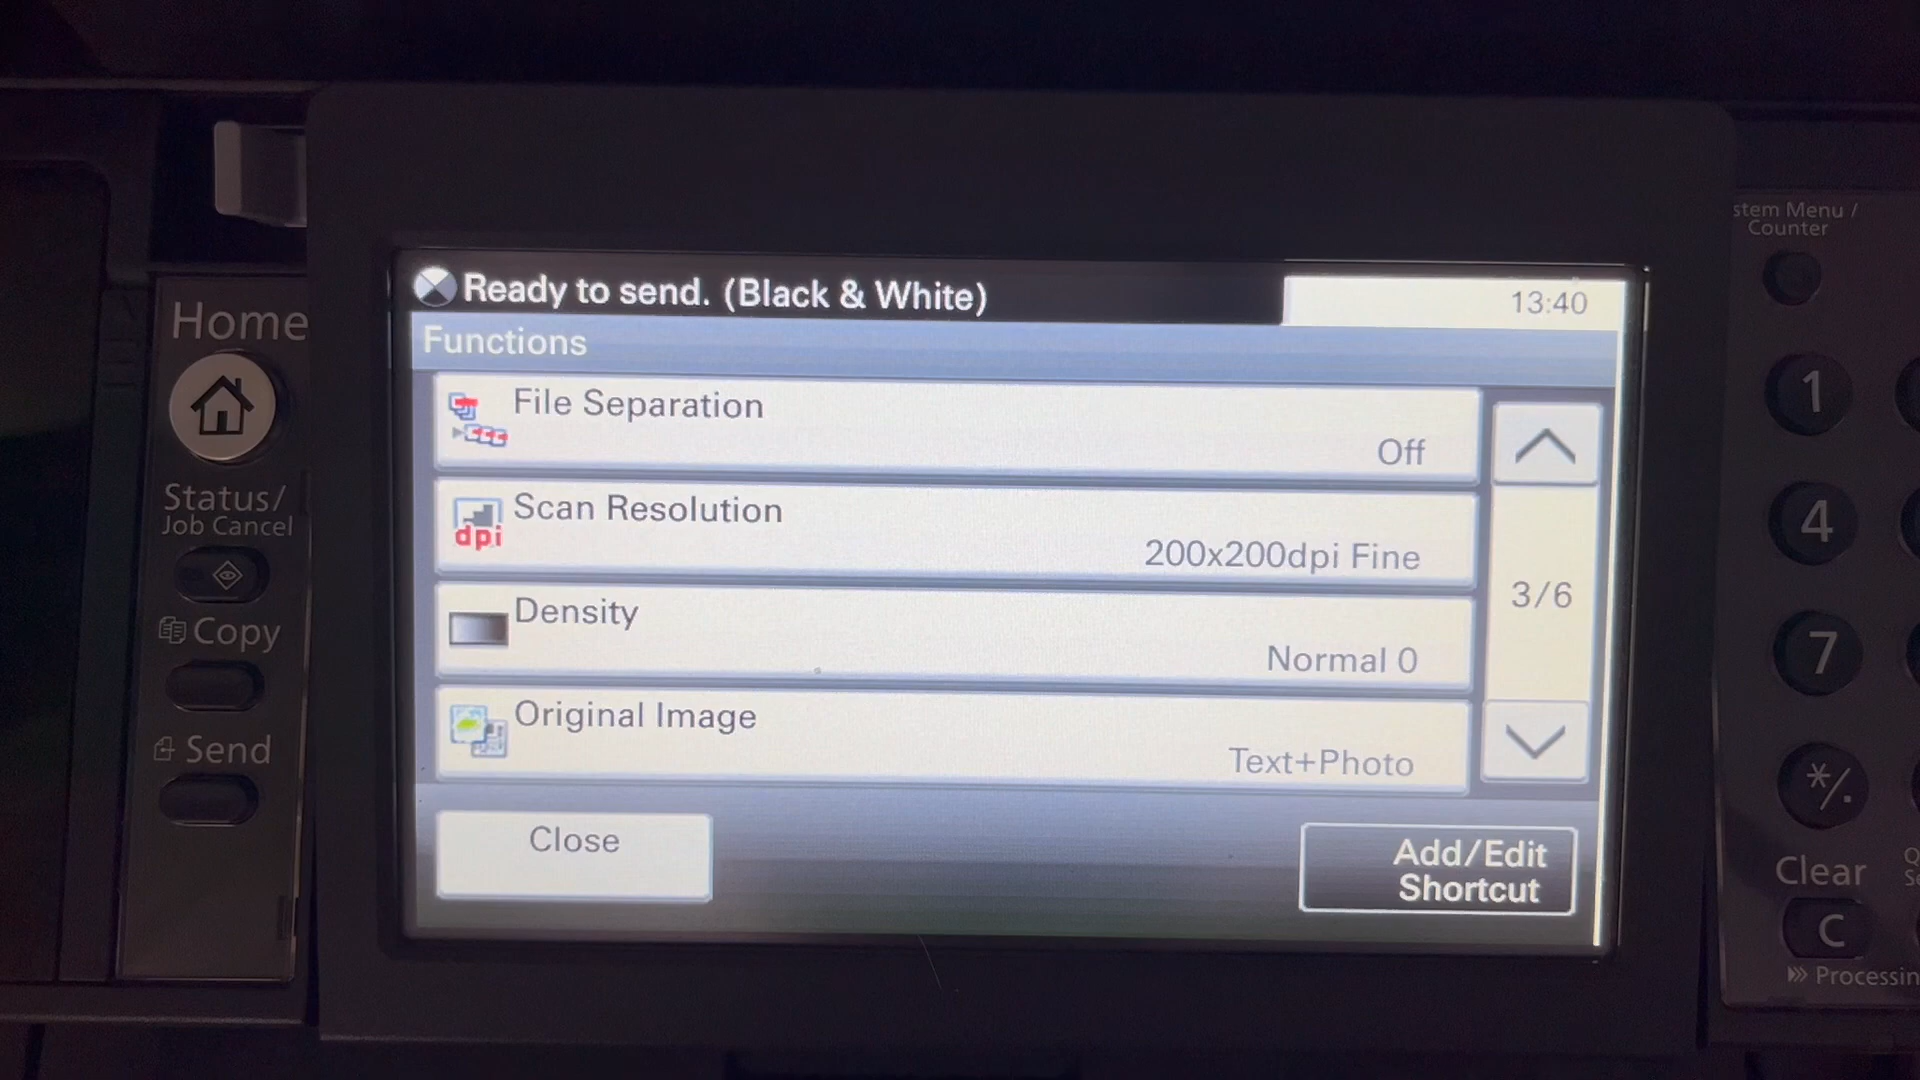 Ready to send. (Black & White)
13:40
Functions
File Separation
Off
Scan Resolution
dpi
200x200dpi Fine
Density
Normal 0
Original Image
Text+Photo
3/6
Close
Add/Edit
Shortcut
Home
Status/
Job Cancel
Copy
Send
stem Menu /
Counter
1
4
7
*/.
Clear
C
Processin